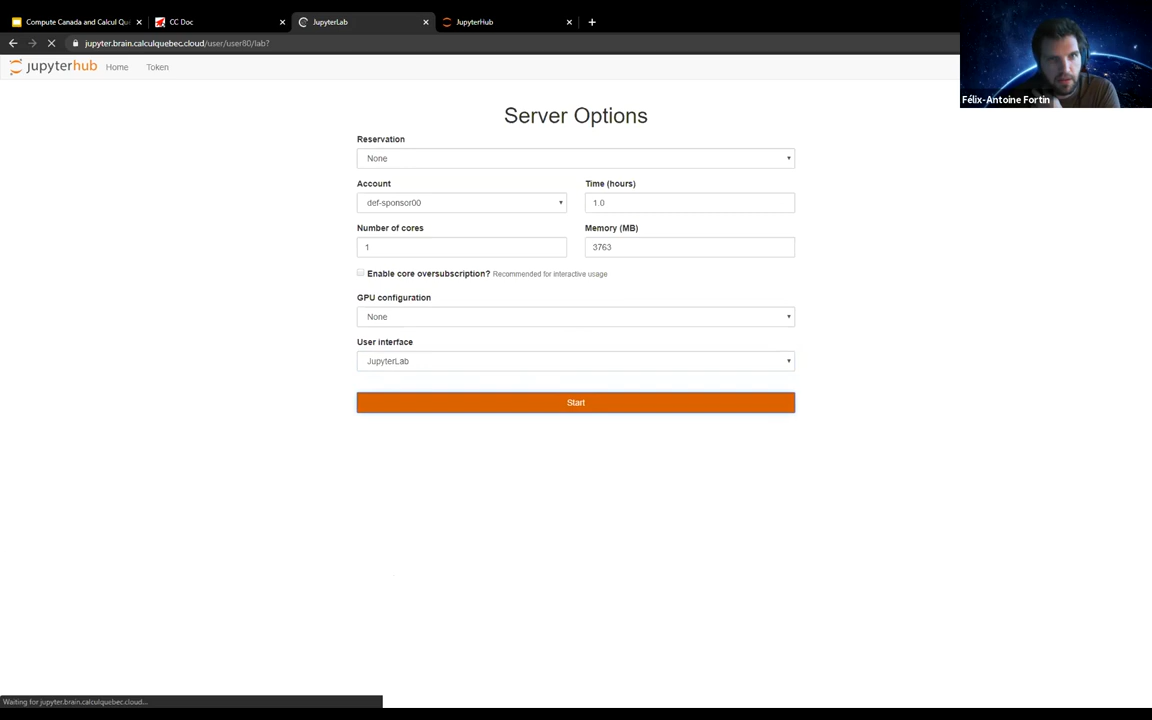 Compute Canada and Calcul Qu
CC Doc
JupyterLab
JupyterHub
jupyter.brain.calculquebec.cloud/user/user80/lab?
jupyterhub
Home
Token
Félix-Antoine Fortin
Server Options
Reservation
None
Account
Time (hours)
def-sponsor00
1.0
Number of cores
Memory (MB)
1
3763
Enable core oversubscription? Recommended for interactive usage
GPU configuration
None
User interface
JupyterLab
Start
Waiting for jupyter.brain.calculquebec.cloud...